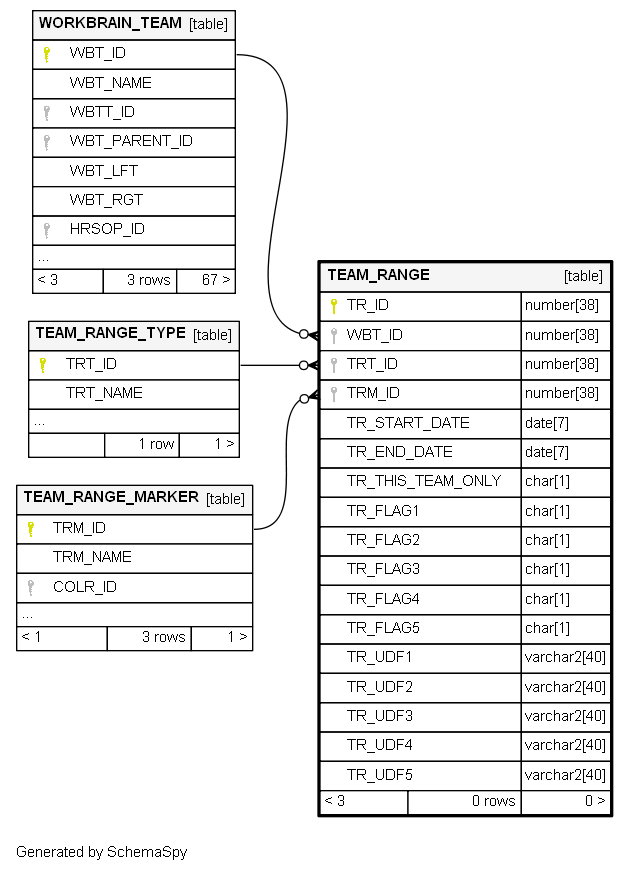 WORKBRAIN_TEAM [table]
WBT_ID
WBT_NAME
WBTT_ID
WBT_PARENT_ID
WBT_LFT
WBT_RGT
HRSOP_ID
...
< 3 3 rows 67 >
TEAM_RANGE_TYPE [table]
TRT_ID
TRT_NAME
...
1 row 1 >
TEAM_RANGE_MARKER [table]
TRM_ID
TRM_NAME
COLR_ID
...
< 1 3 rows 1 >
TEAM_RANGE [table]
TR_ID number[38]
WBT_ID number[38]
TRT_ID number[38]
TRM_ID number[38]
TR_START_DATE date[7]
TR_END_DATE date[7]
TR_THIS_TEAM_ONLY char[1]
TR_FLAG1 char[1]
TR_FLAG2 char[1]
TR_FLAG3 char[1]
TR_FLAG4 char[1]
TR_FLAG5 char[1]
TR_UDF1 varchar2[40]
TR_UDF2 varchar2[40]
TR_UDF3 varchar2[40]
TR_UDF4 varchar2[40]
TR_UDF5 varchar2[40]
< 3 0 rows 0 >
Generated by SchemaSpy